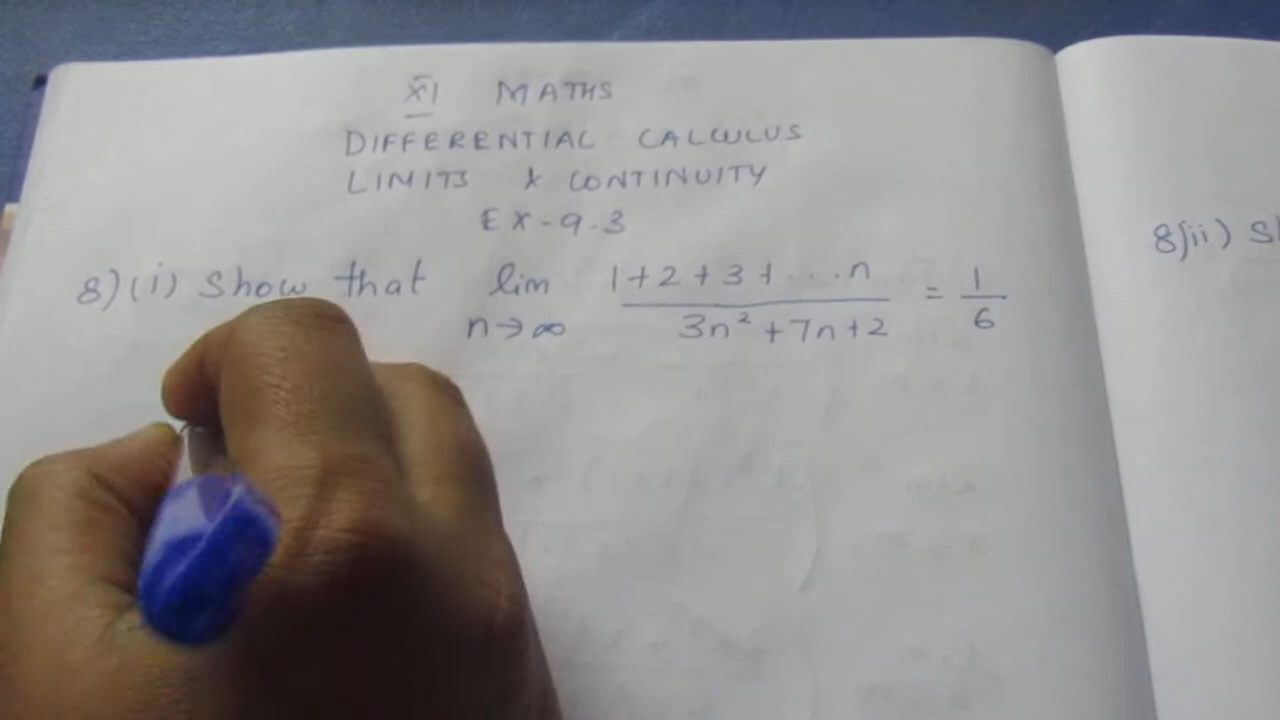 XI MATHS
DIFFERENTIAL CALCULUS
LIMITS & CONTINUITY
EX-9.3
8)(i) Show that lim n→∞ 1+2+3+...n / 3n²+7n+2 = 1/6
8)ii) S